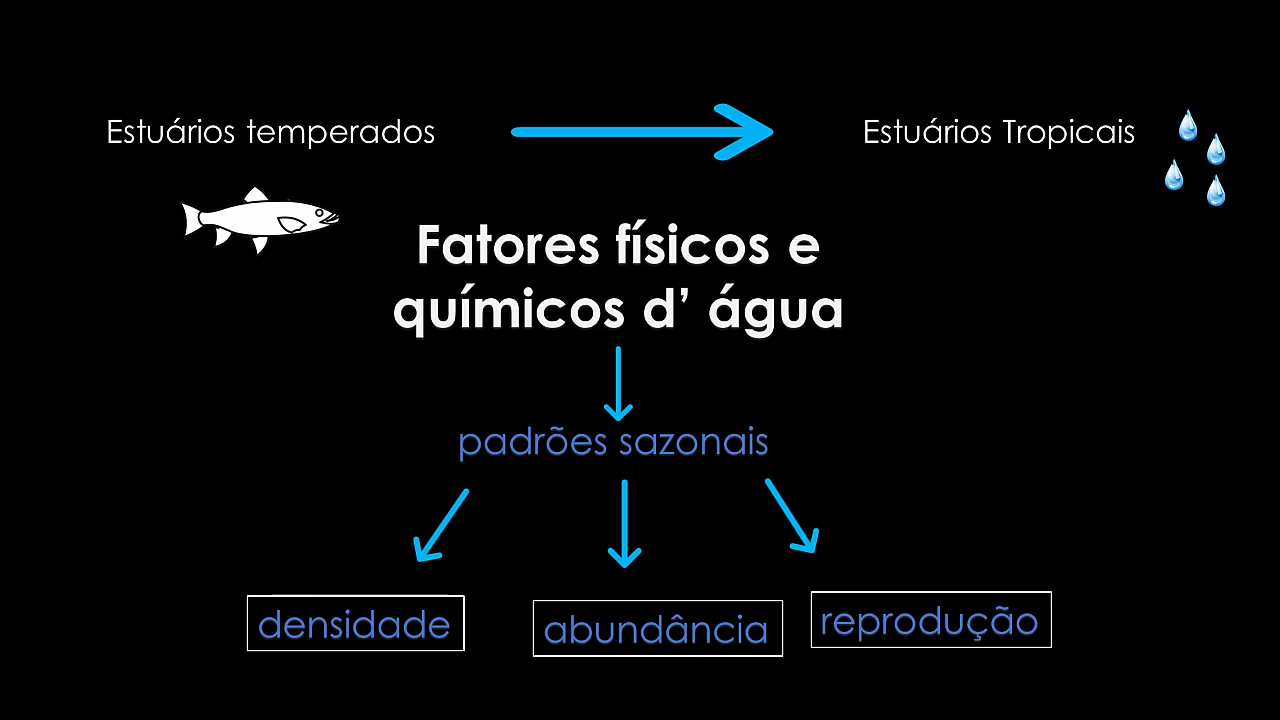 Estuários temperados
Estuários Tropicais
Fatores físicos e
químicos d’ água
padrões sazonais
densidade
abundância
reprodução